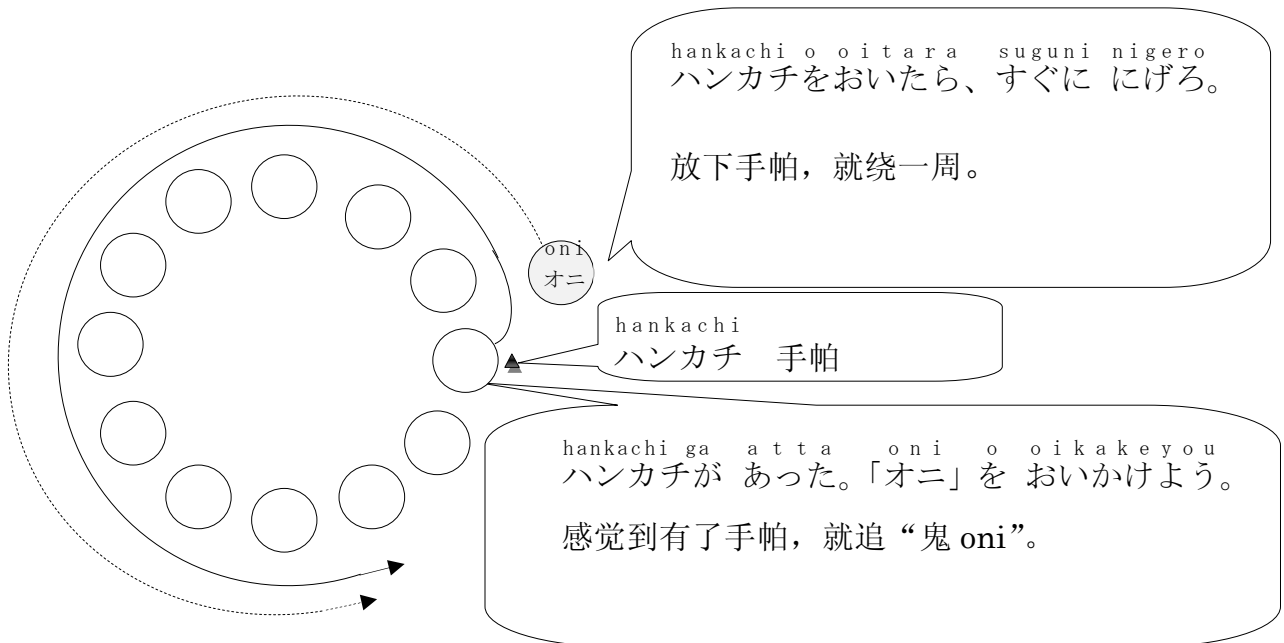 hankachi o oitara suguni nigero
ハンカチをおいたら、すぐに にげろ。
放下手帕，就绕一周。
oni
オニ
hankachi
ハンカチ 手帕
hankachi ga atta oni o oikakeyou
ハンカチが あった。「オニ」を おいかけよう。
感觉到有了手帕，就追“鬼 oni”。